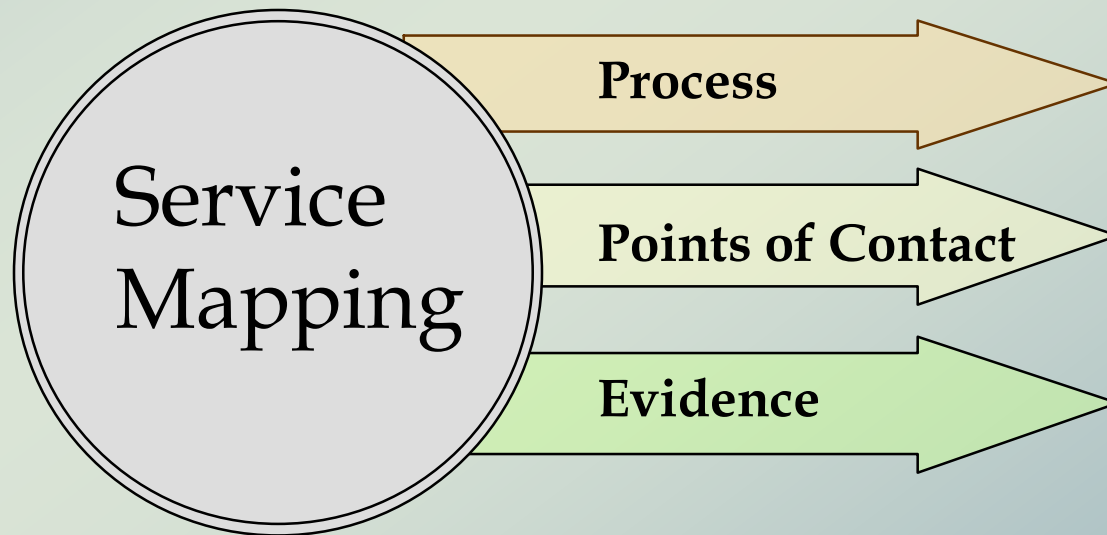 Service
Mapping
Process
Points of Contact
Evidence